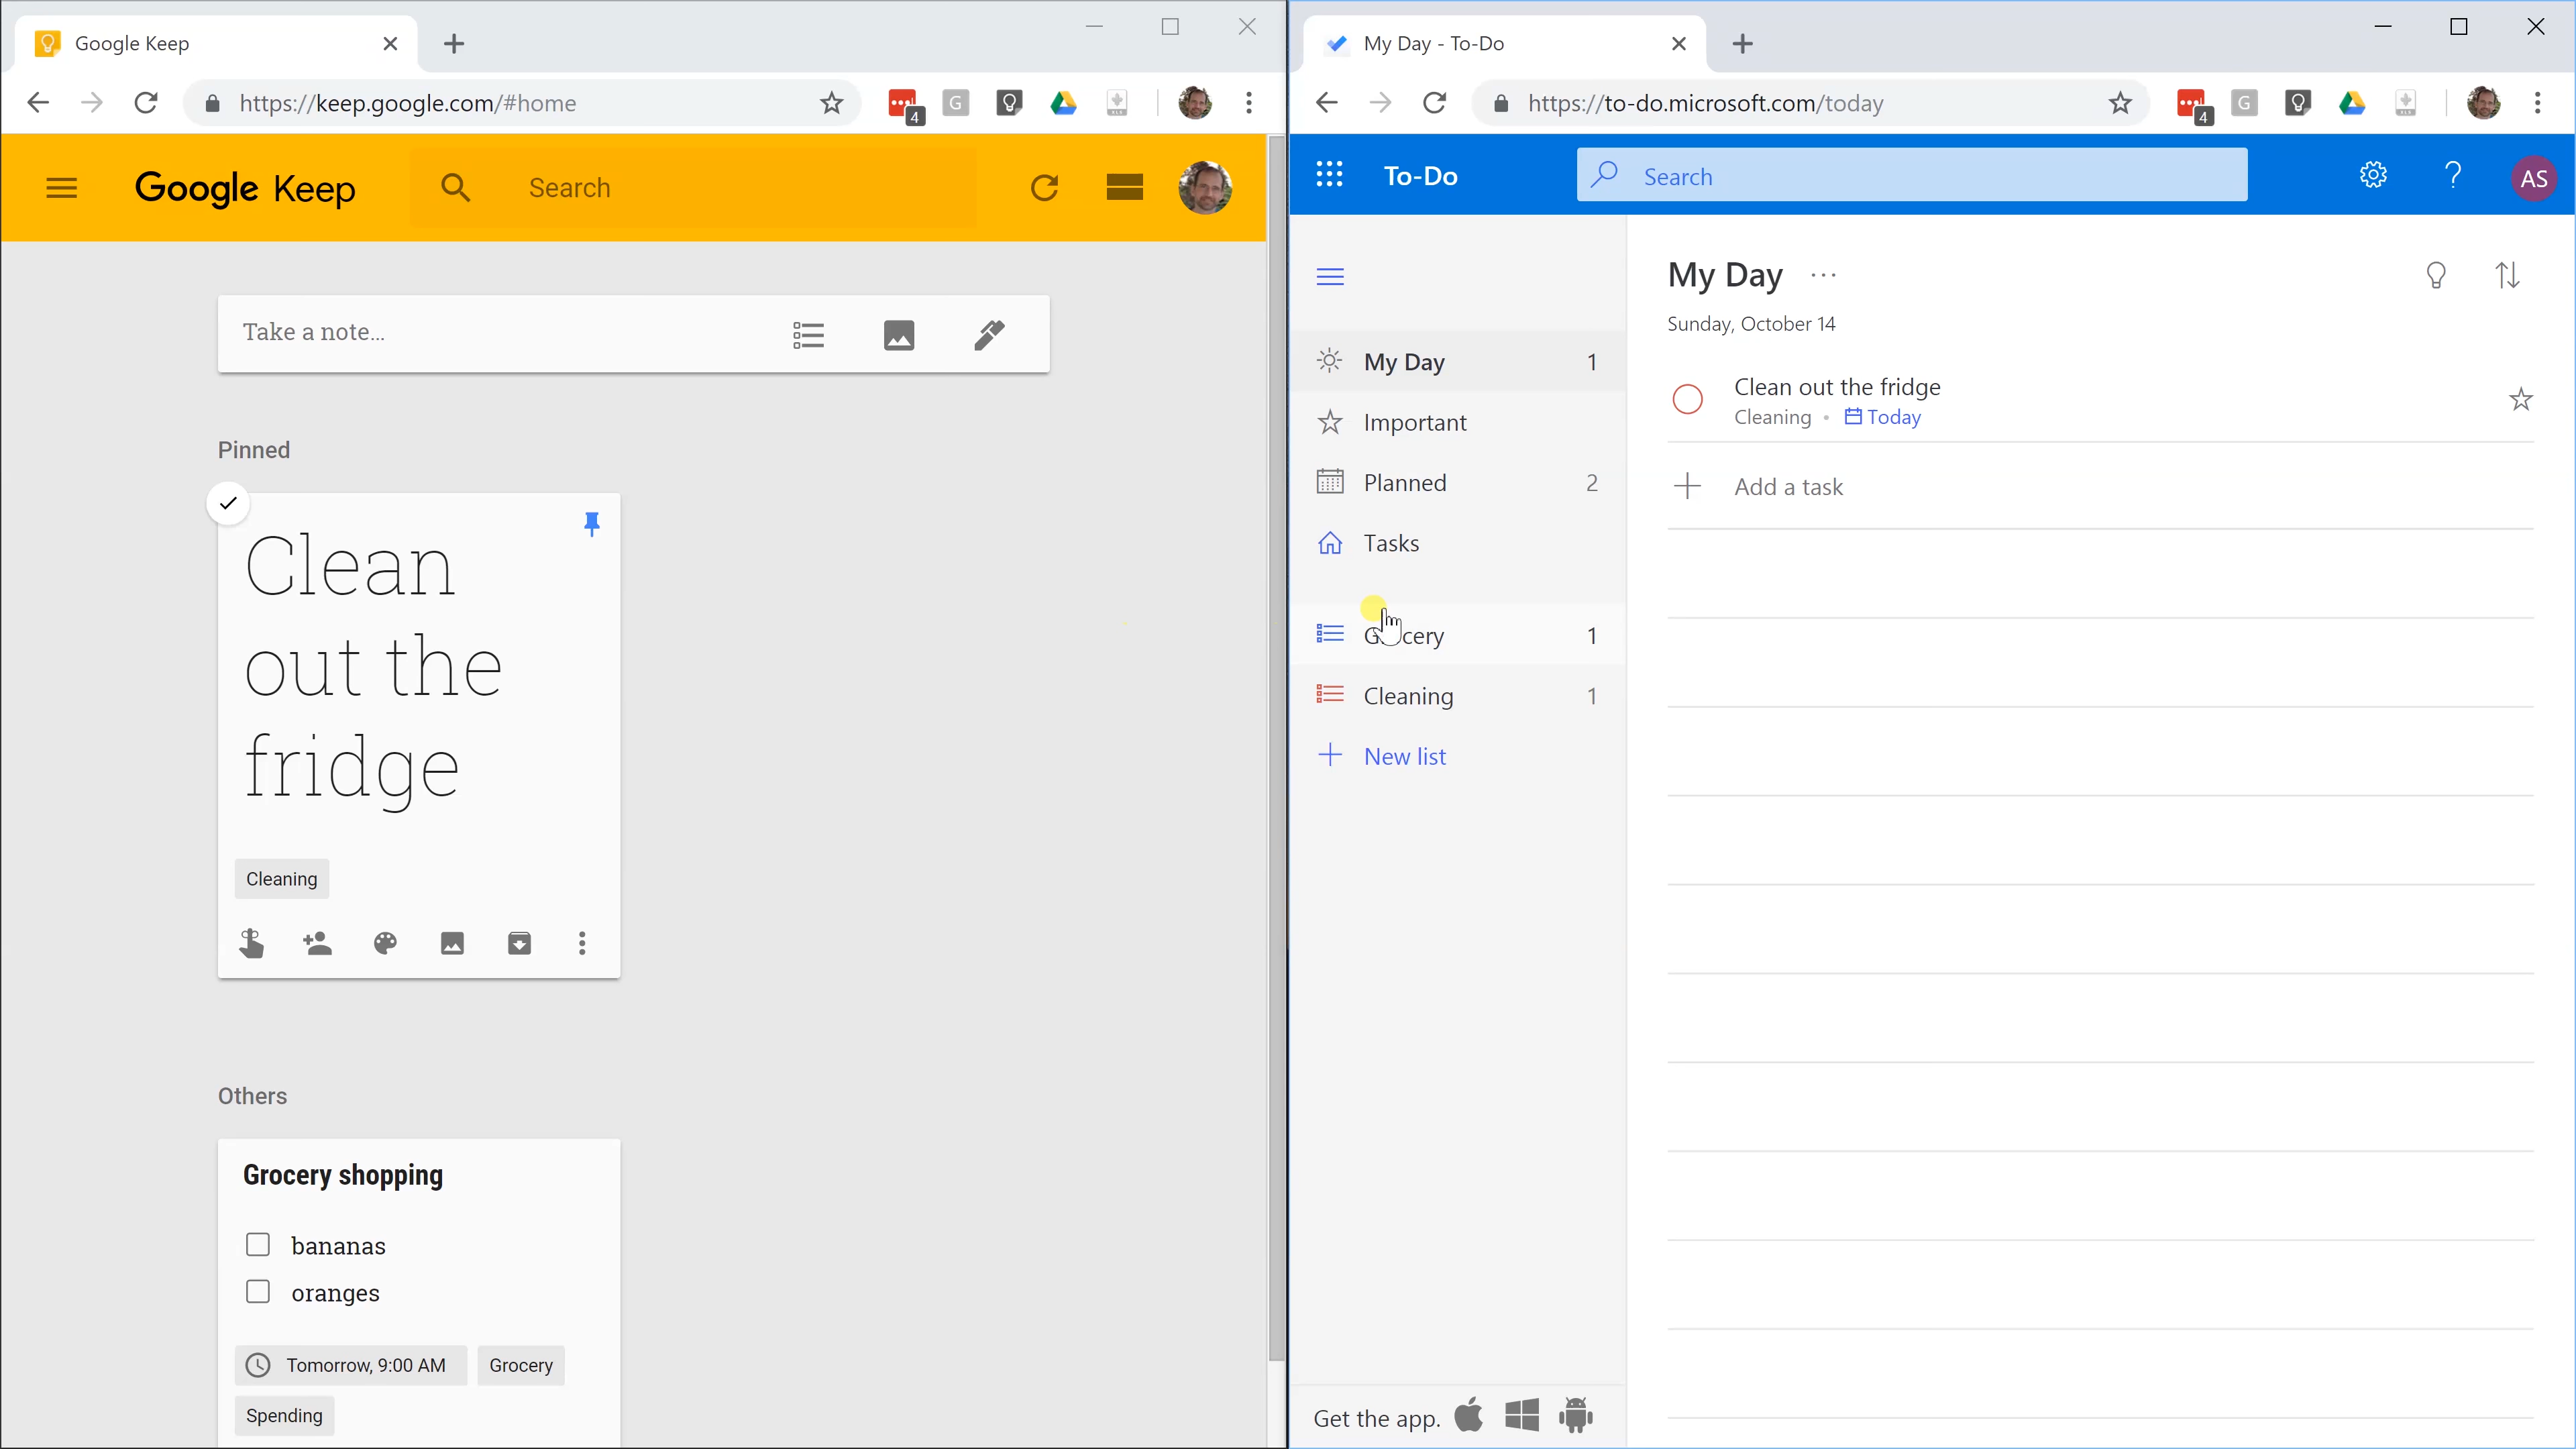 Google Keep
https://keep.google.com/#home
4
G
Google Keep
Search
Take a note...
Pinned
Clean
out the
fridge
Cleaning
Others
Grocery shopping
bananas
oranges
Tomorrow, 9:00 AM
Grocery
Spending
My Day - To-Do
https://to-do.microsoft.com/today
4
G
To-Do
Search
?
AS
My Day 1
Important
Planned 2
Tasks
Grocery 1
Cleaning 1
New list
Get the app.
My Day ...
Sunday, October 14
Clean out the fridge
Cleaning • Today
Add a task